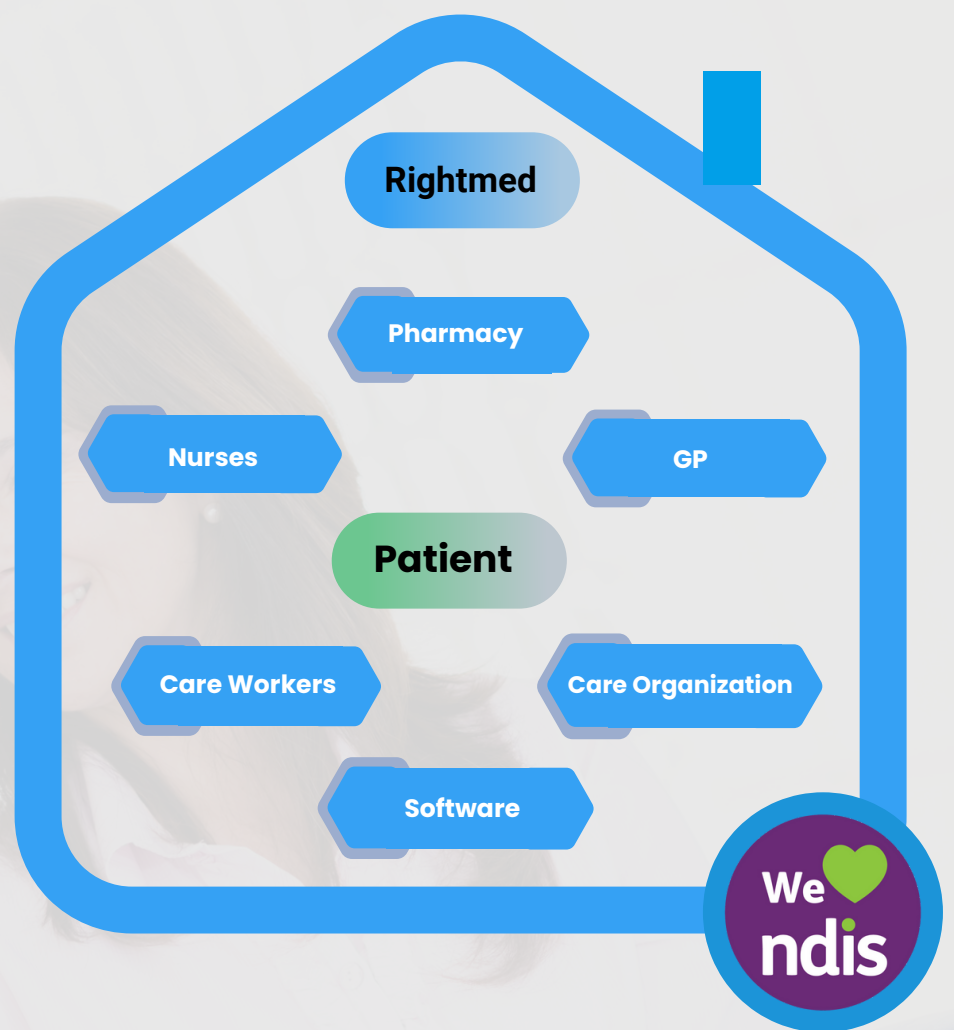 Rightmed
Pharmacy
Nurses
GP
Patient
Care Workers
Care Organization
Software
We
ndis